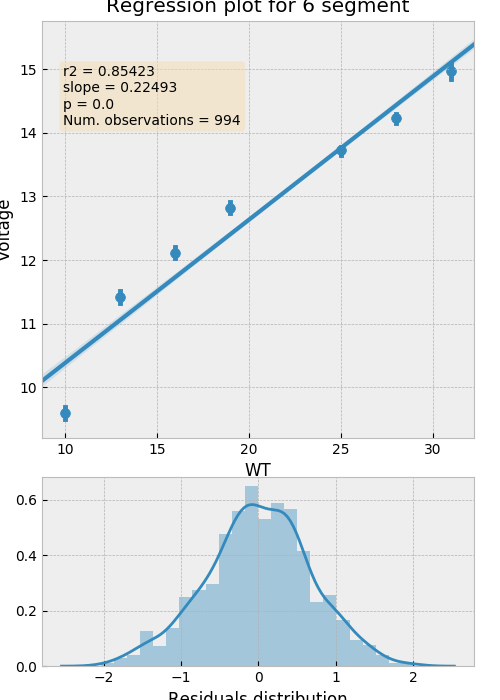 Regression plot for 6 segment
15
14
13
12
11
10
r2 = 0.85423
slope = 0.22493
p = 0.0
Num. observations = 994
Voltage
10 15 20 25 30
WT
0.6
0.4
0.2
0.0
−2 −1 0 1 2
Residuals distribution